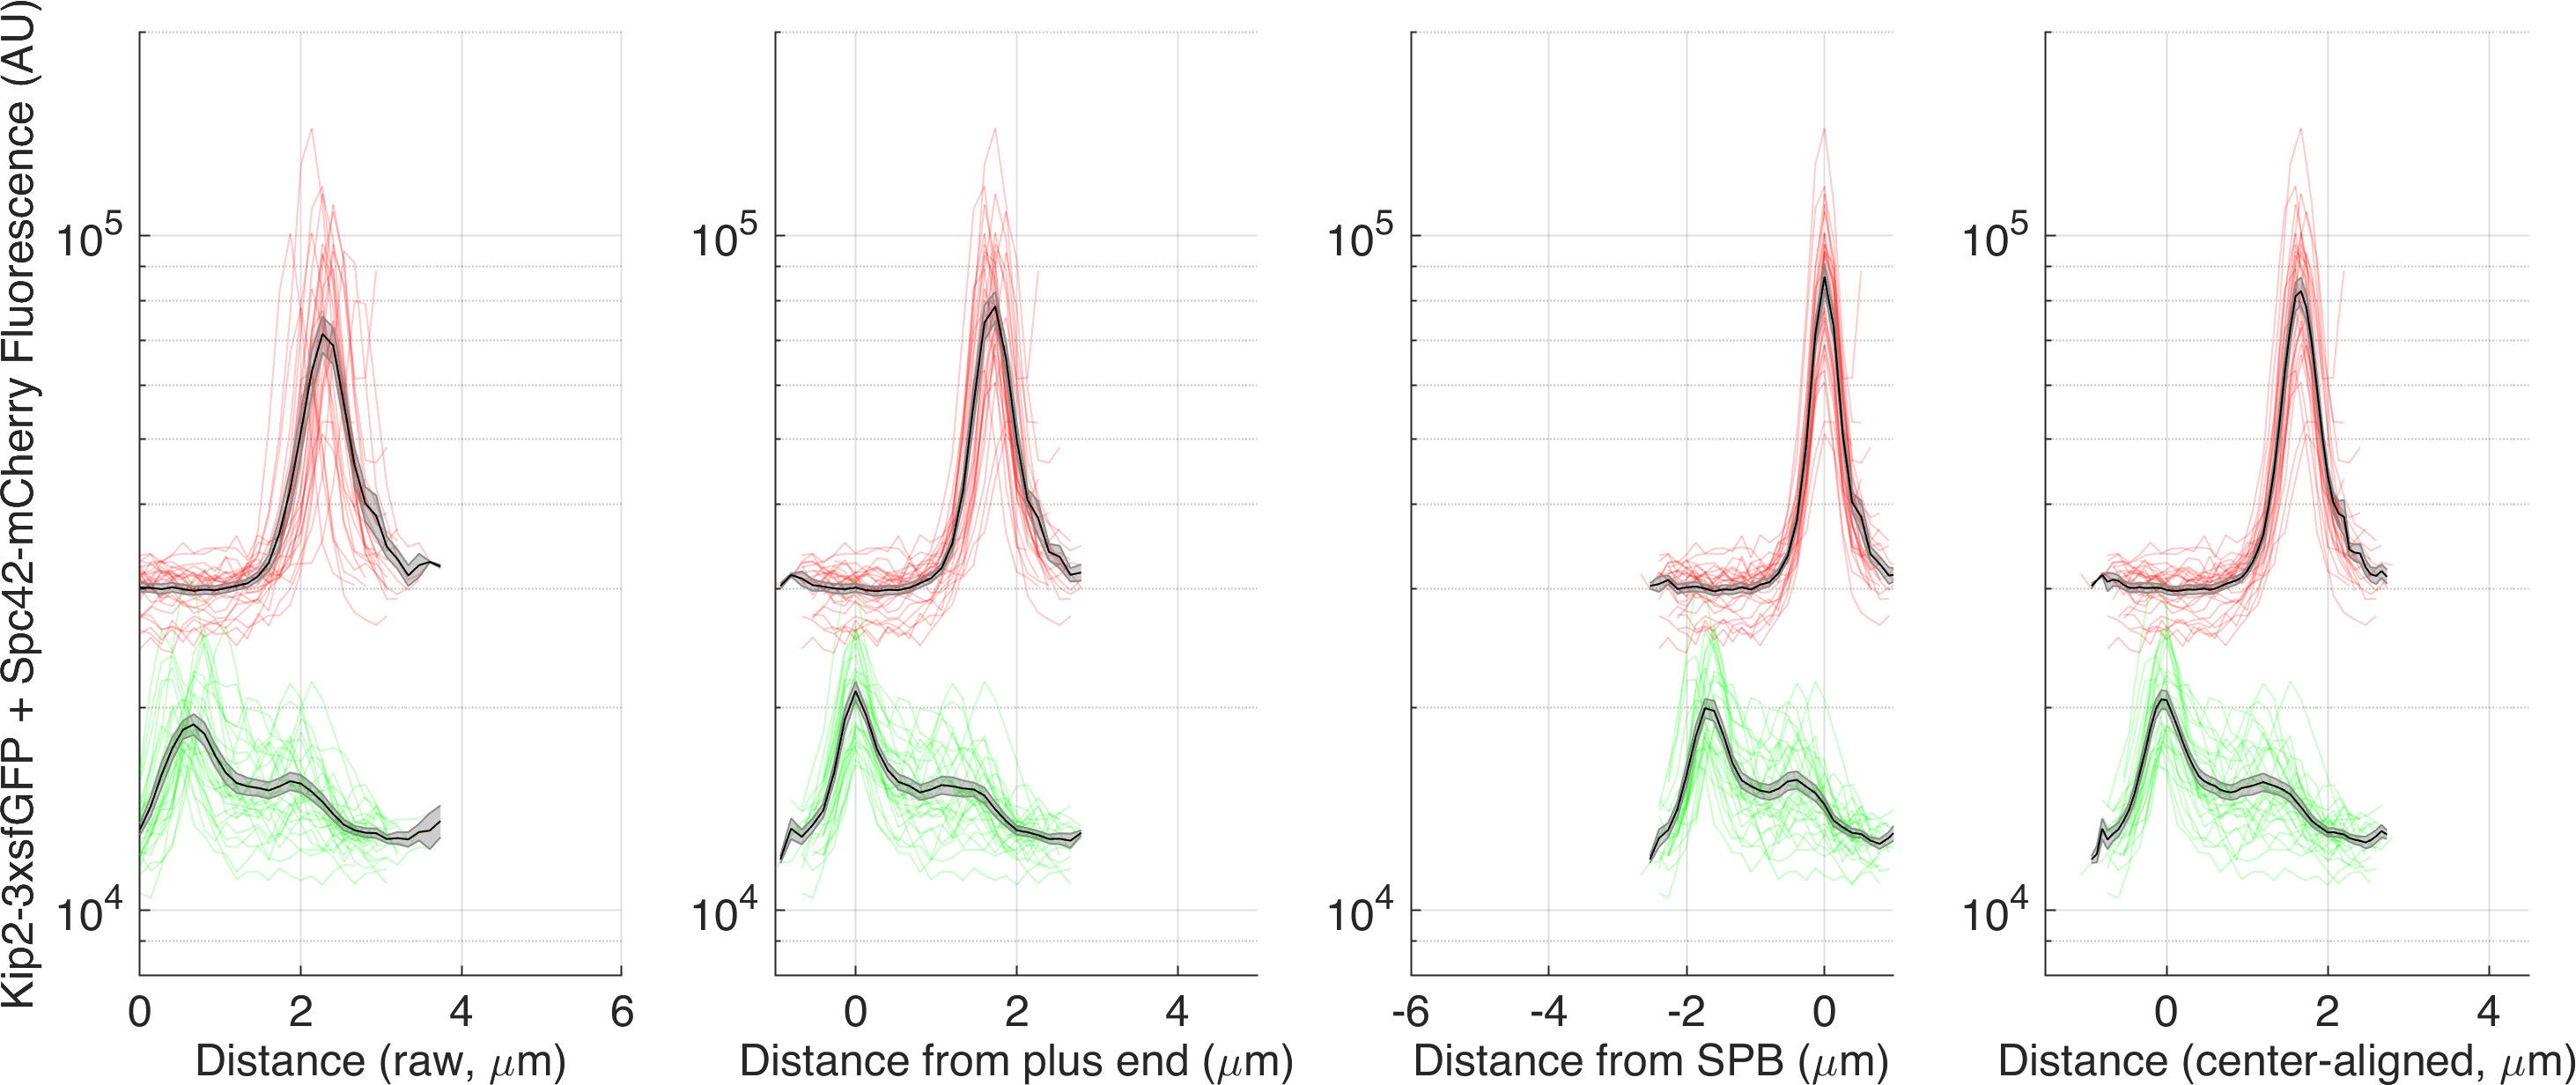 Kip2-3xsfGFP + Spc42-mCherry Fluorescence (AU)
10^5
10^4
0 2 4 6
Distance (raw, μm)
10^5
10^4
0 2 4
Distance from plus end (μm)
10^5
10^4
-6 -4 -2 0
Distance from SPB (μm)
10^5
10^4
0 2 4
Distance (center-aligned, μm)